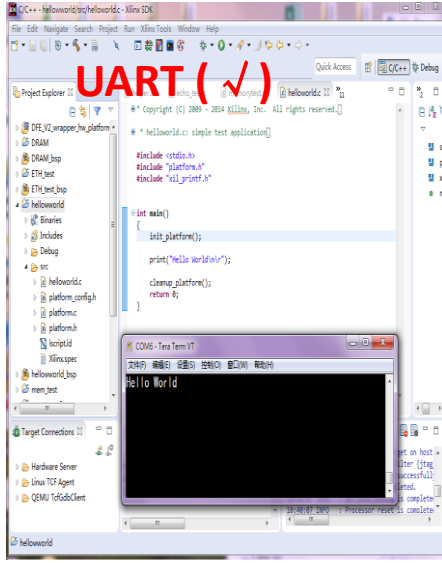 C/C++ - helloworld/src/helloworld.c - Xilinx SDK
File Edit Navigate Search Project Run Xilinx Tools Window Help
Quick Access
C/C++
Debug
UART ( √ )
Project Explorer
helloworld.c
DFE_V2_wrapper_hw_platform
DRAM
DRAM_bsp
ETH_test
ETH_test_bsp
helloworld
Binaries
Includes
Debug
src
helloworld.c
platform_config.h
platform.c
platform.h
lscript.ld
Xilinx.spec
helloworld_bsp
mem_test
* Copyright (C) 2009 - 2014 Xilinx, Inc. All rights reserved.
* helloworld.c: simple test application
#include <stdio.h>
#include "platform.h"
#include "xil_printf.h"
int main()
{
init_platform();
print("Hello World\n\r");
cleanup_platform();
return 0;
}
COM6 - Tera Term VT
文件(F) 编辑(E) 设置(S) 控制(O) 窗口(W) 帮助(H)
Hello World
Target Connections
Hardware Server
Linux TCF Agent
QEMU TcfGdbClient
10:40:07 INFO : Processor reset is complete
helloworld